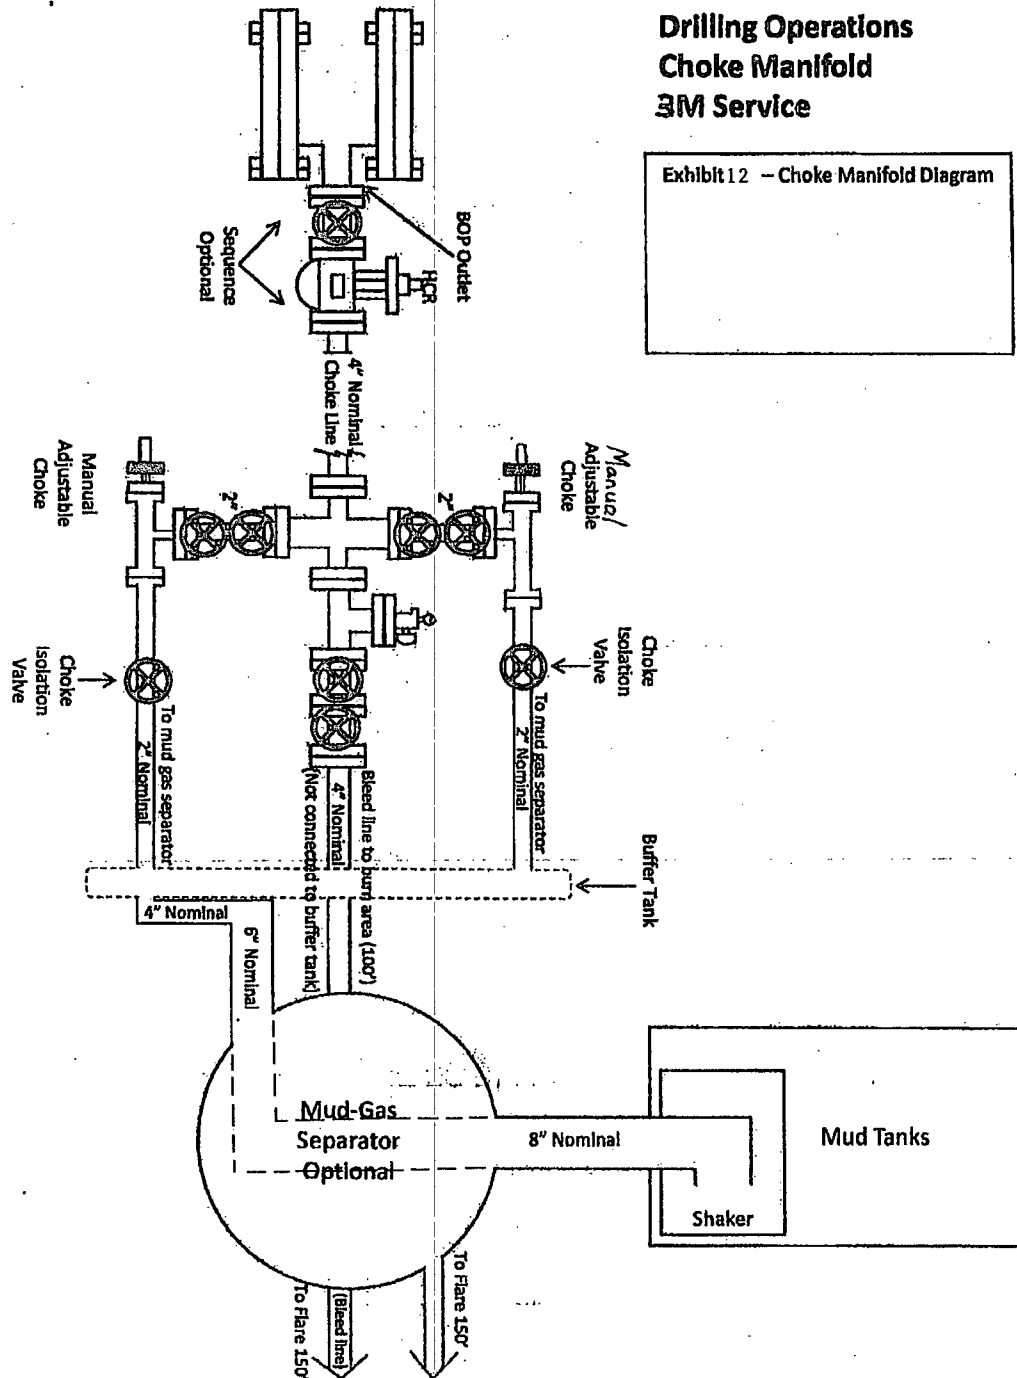 Drilling Operations
Choke Manifold
3M Service
Exhibit 12 – Choke Manifold Diagram
BOP Outlet
HCR
Sequence
Optional
4" Nominal
Choke Line
Manual
Adjustable
Choke
2"
2"
Manual
Adjustable
Choke
Choke
Isolation
Valve
Choke
Isolation
Valve
To mud gas separator
2" Nominal
To mud gas separator
2" Nominal
Bleed line to burn area (100')
4" Nominal
(Not connected to buffer tank)
Buffer Tank
4" Nominal
6" Nominal
Mud-Gas
Separator
Optional
8" Nominal
Mud Tanks
Shaker
To Flare 150'
(Bleed line)
To Flare 150'